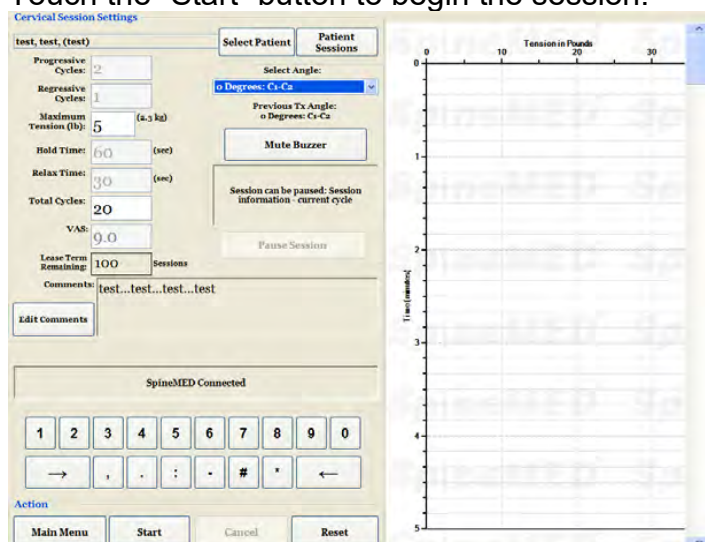 Touch the "Start" button to begin the session.
Cervical Session Settings
test, test, (test)
Select Patient
Patient Sessions
Progressive Cycles: 2
Regressive Cycles: 1
Maximum Tension (lb): 5 (2.3 kg)
Hold Time: 60 (sec)
Relax Time: 30 (sec)
Total Cycles: 20
VAS: 9.0
Lease Term Remaining: 100 Sessions
Comments: test...test...test...test
Edit Comments
Select Angle:
0 Degrees: C1-C2
Previous Tx Angle:
0 Degrees: C1-C2
Mute Buzzer
Session can be paused: Session
information - current cycle
Pause Session
SpineMED Connected
1 2 3 4 5 6 7 8 9 0
→ , . : - # * ←
Action
Main Menu Start Cancel Reset
Tension in Pounds
0 10 20 30
Time (minutes)
0
1
2
3
4
5
SpineMED